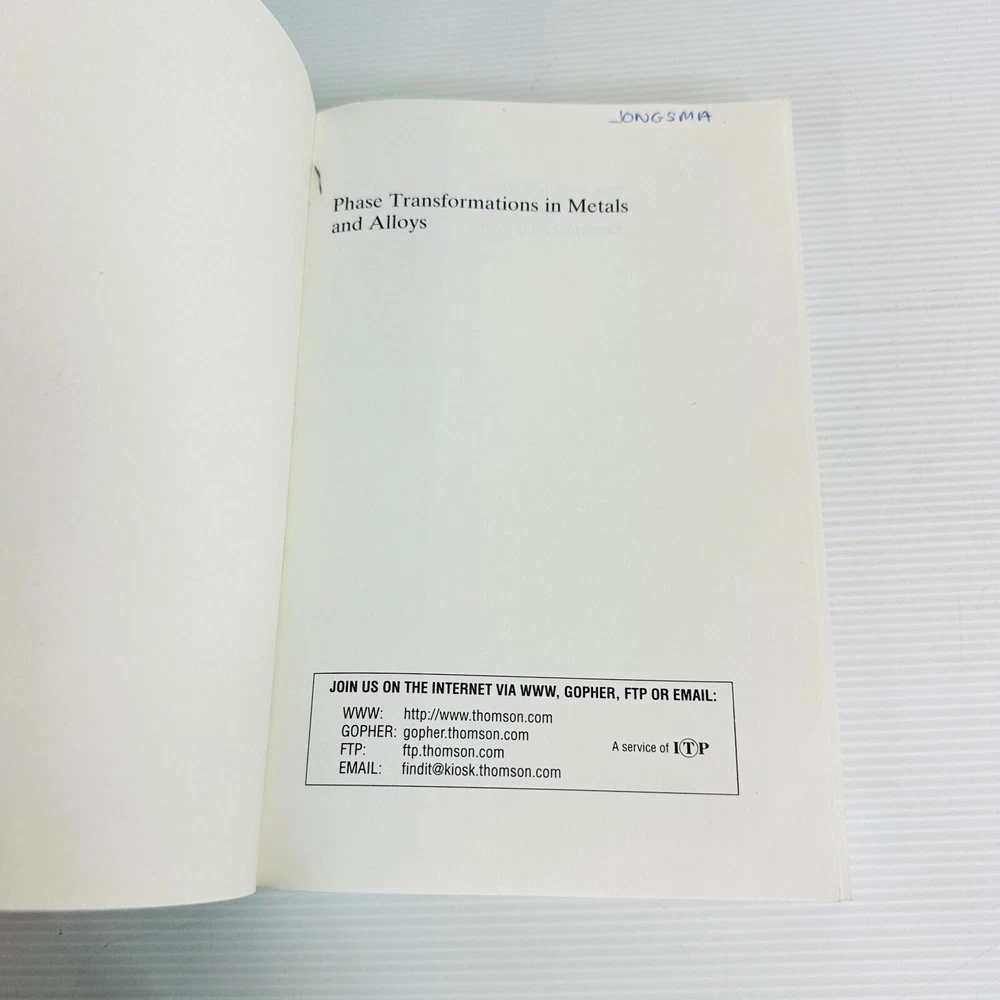 JONGSMA
Phase Transformations in Metals
and Alloys
JOIN US ON THE INTERNET VIA WWW, GOPHER, FTP OR EMAIL:
WWW: http://www.thomson.com
GOPHER: gopher.thomson.com
FTP: ftp.thomson.com
EMAIL: findit@kiosk.thomson.com
A service of ITP